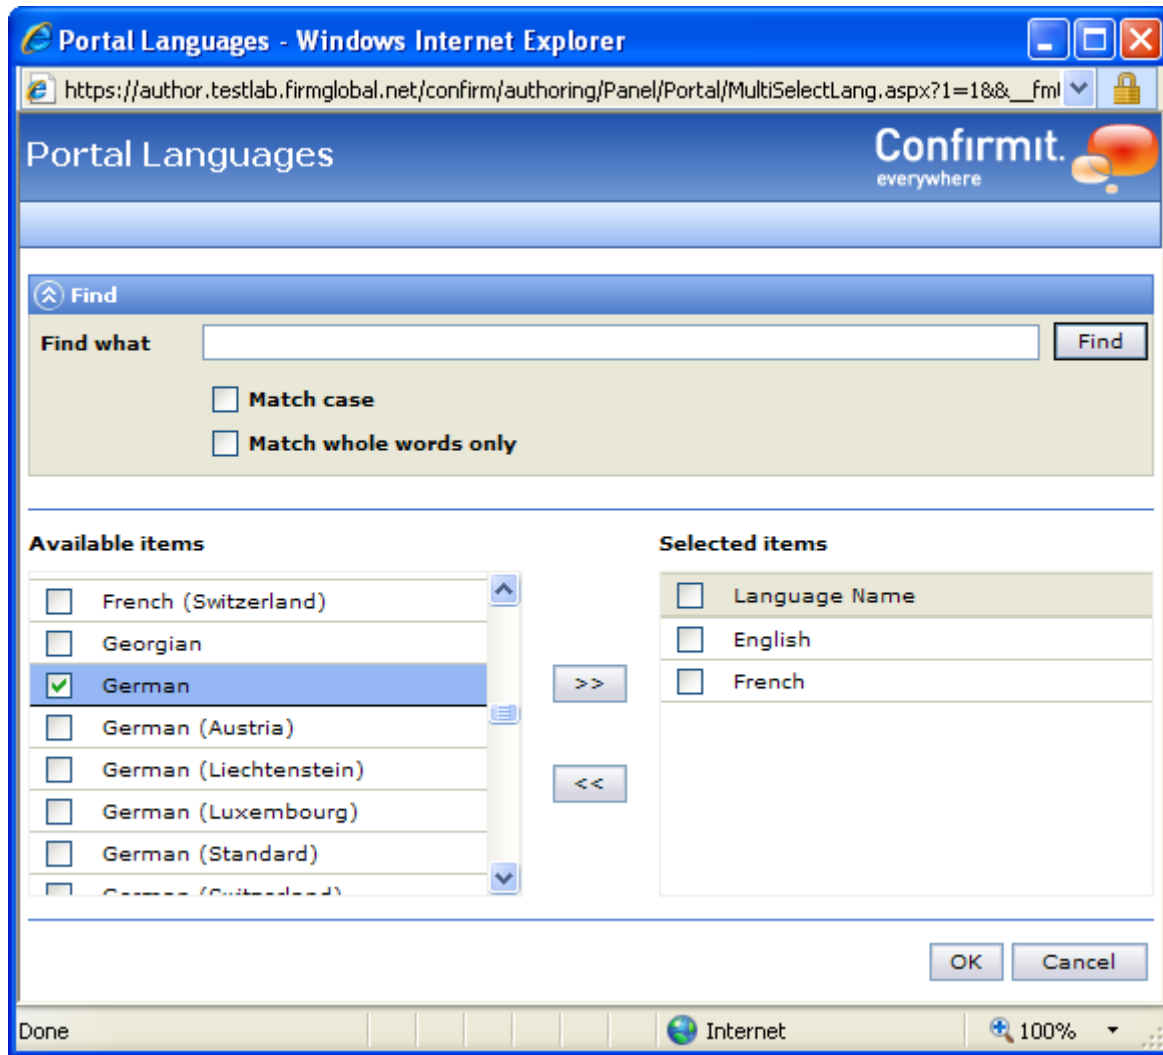 Portal Languages - Windows Internet Explorer
https://author.testlab.firmglobal.net/confirm/authoring/Panel/Portal/MultiSelectLang.aspx?1=1&&__fm
Portal Languages
Confirmit.
everywhere
Find
Find what
Find
Match case
Match whole words only
Available items
Selected items
French (Switzerland)
Georgian
German
German (Austria)
German (Liechtenstein)
German (Luxembourg)
German (Standard)
German (Switzerland)
>>
<<
Language Name
English
French
OK
Cancel
Done
Internet
100%